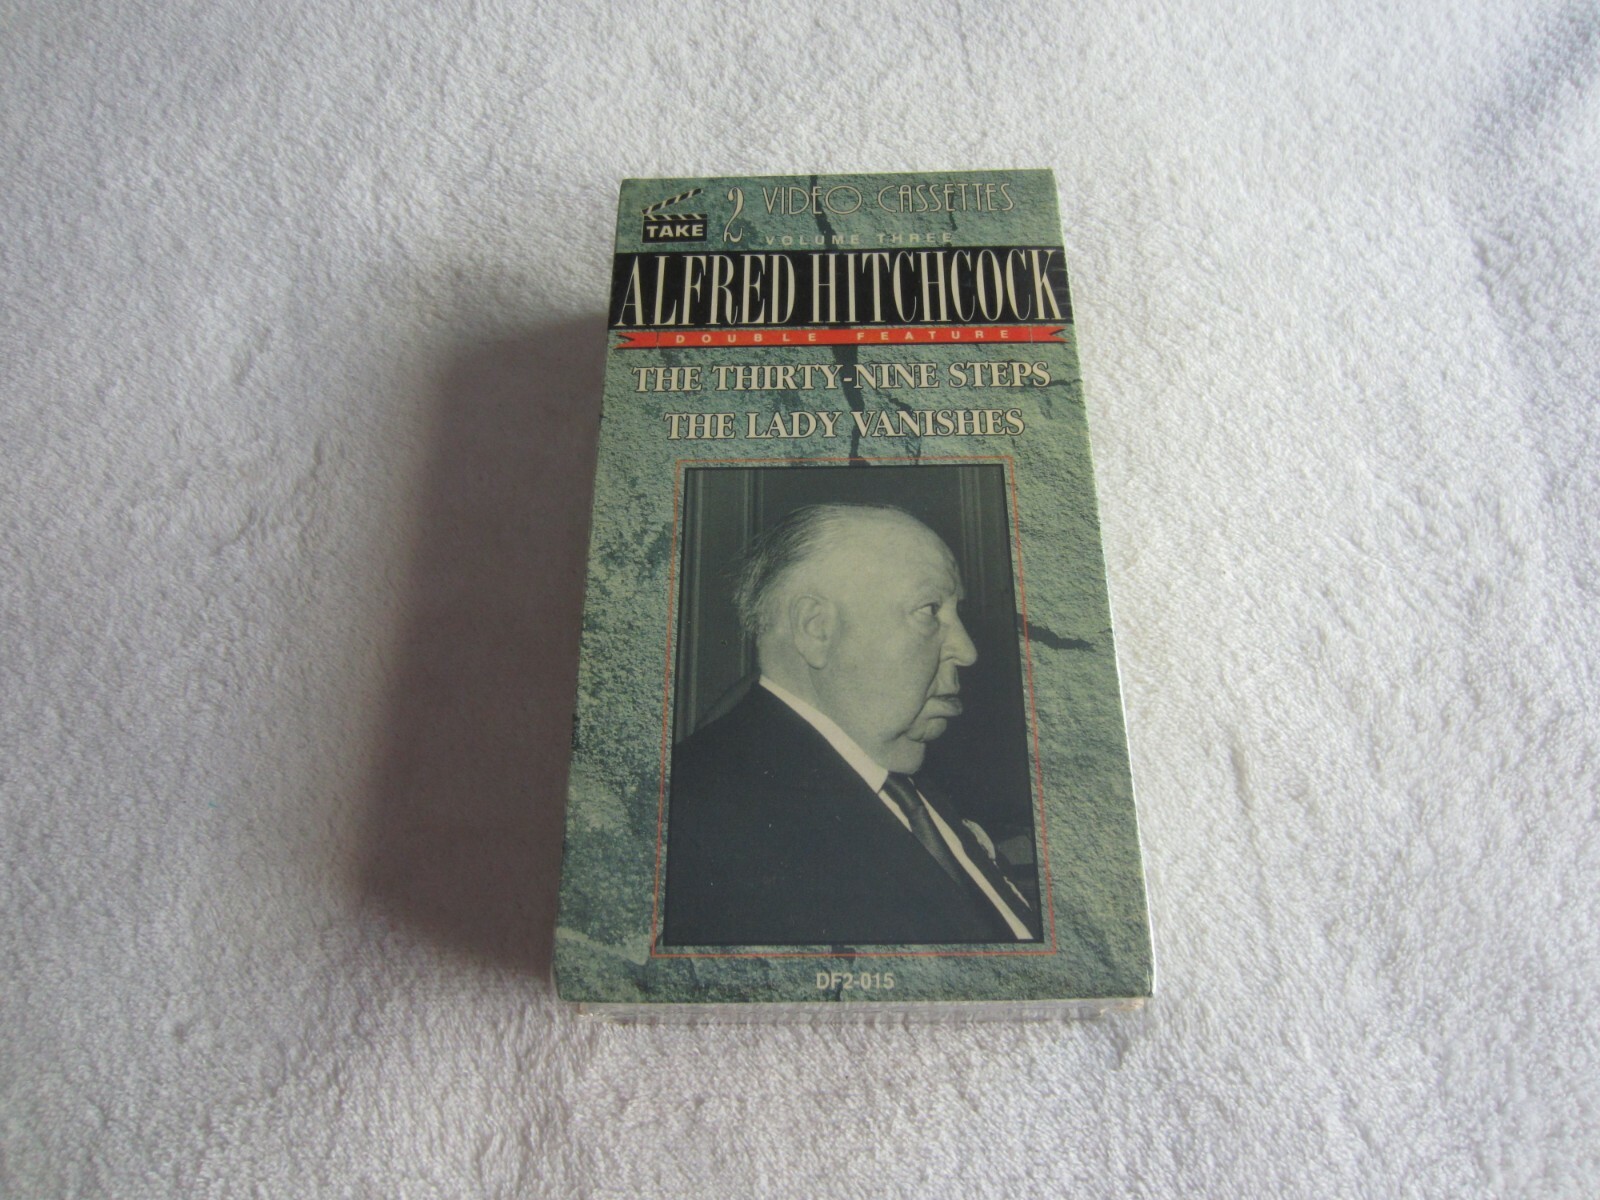 TAKE 2 VIDEO CASSETTES
VOLUME THREE
ALFRED HITCHCOCK
DOUBLE FEATURE
THE THIRTY-NINE STEPS
THE LADY VANISHES
DF2-015